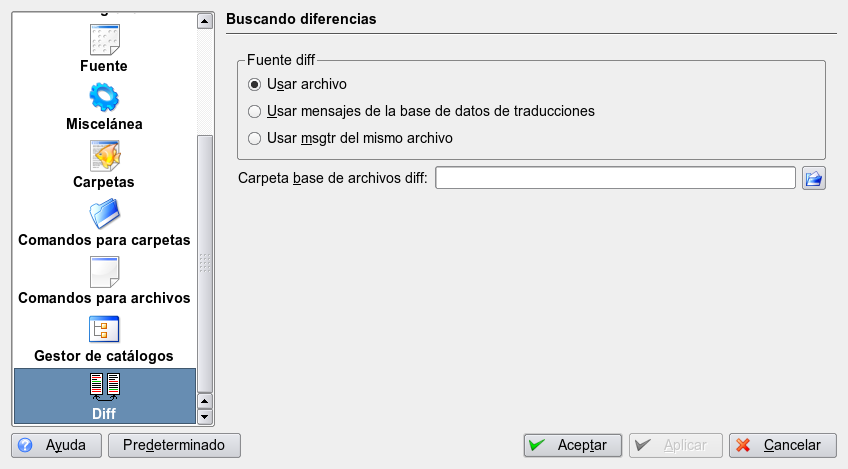 Buscando diferencias
Fuente
Miscelánea
Carpetas
Comandos para carpetas
Comandos para archivos
Gestor de catálogos
Diff
Fuente diff
Usar archivo
Usar mensajes de la base de datos de traducciones
Usar msgtr del mismo archivo
Carpeta base de archivos diff:
Ayuda
Predeterminado
Aceptar
Aplicar
Cancelar